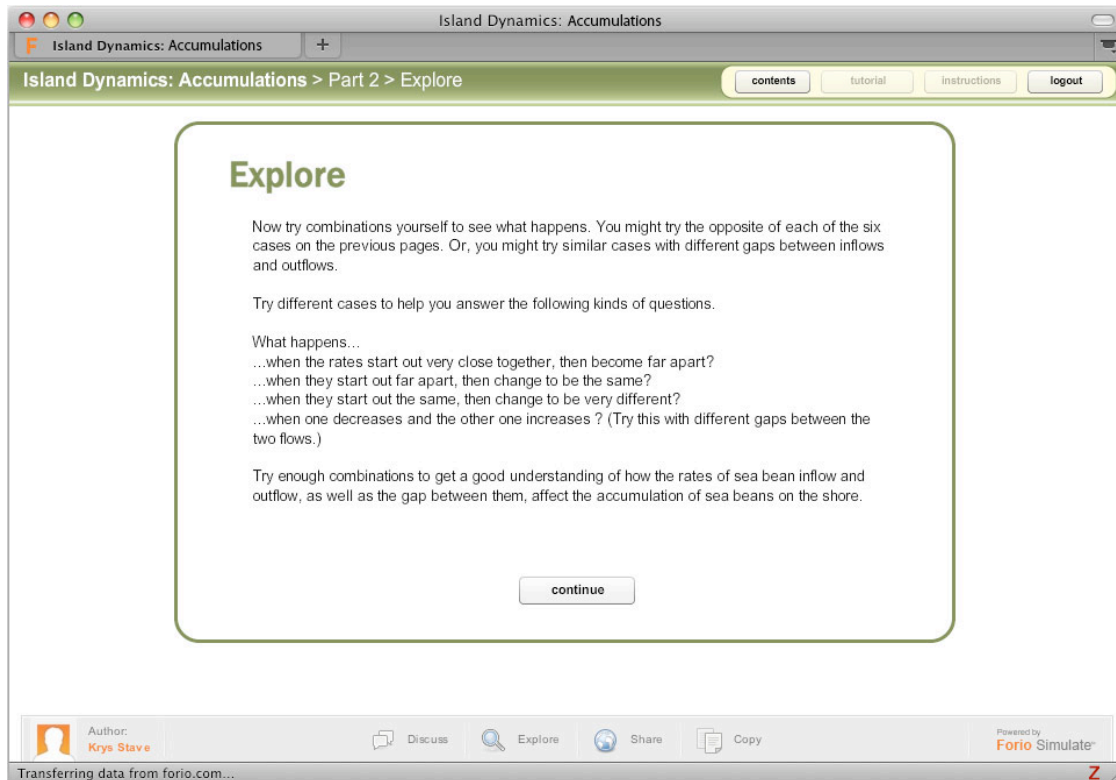 Island Dynamics: Accumulations
F Island Dynamics: Accumulations +
Island Dynamics: Accumulations > Part 2 > Explore
contents tutorial instructions logout
Explore
Now try combinations yourself to see what happens. You might try the opposite of each of the six
cases on the previous pages. Or, you might try similar cases with different gaps between inflows
and outflows.
Try different cases to help you answer the following kinds of questions.
What happens…
…when the rates start out very close together, then become far apart?
…when they start out far apart, then change to be the same?
…when they start out the same, then change to be very different?
…when one decreases and the other one increases ? (Try this with different gaps between the
two flows.)
Try enough combinations to get a good understanding of how the rates of sea bean inflow and
outflow, as well as the gap between them, affect the accumulation of sea beans on the shore.
continue
Author:
Krys Stave
Discuss Explore Share Copy
Powered by
Forio Simulate™
Transferring data from forio.com...
Z